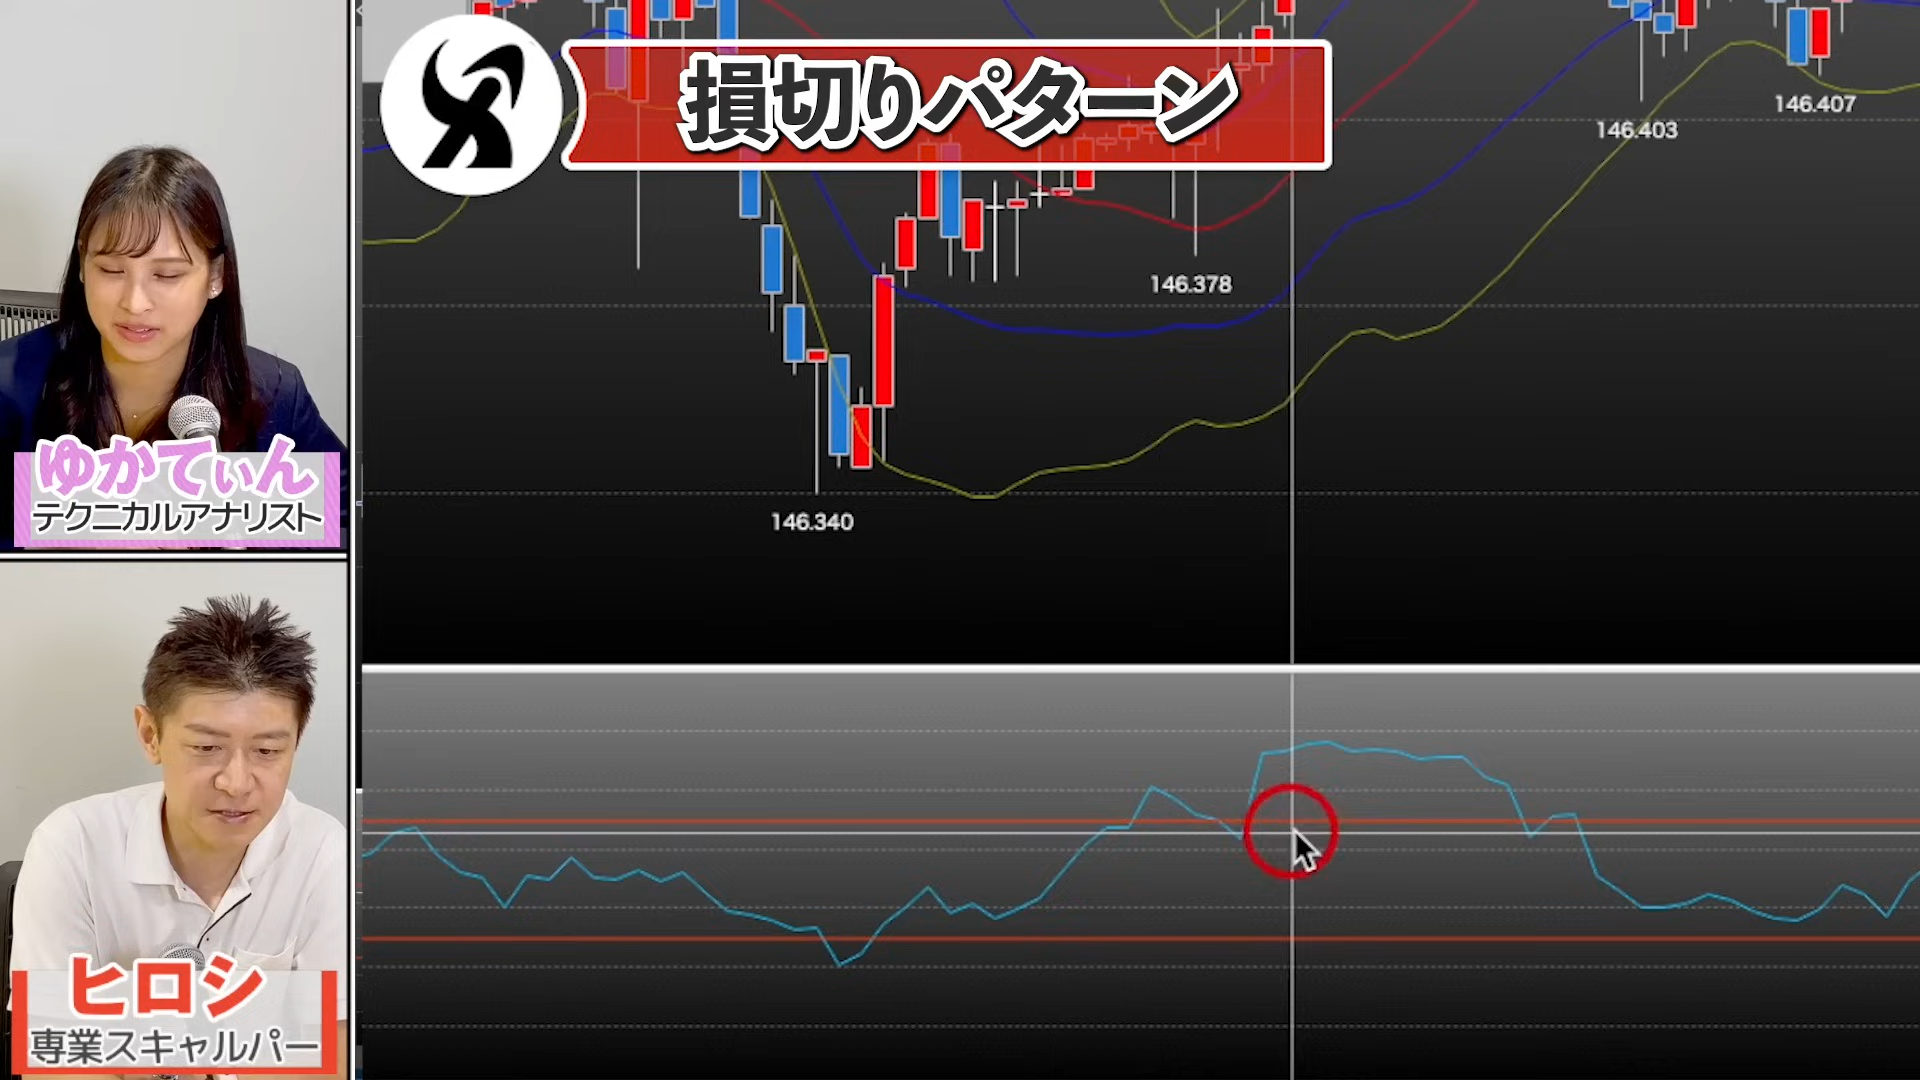 損切りパターン
146.407
146.403
146.378
146.340
ゆかてぃん
テクニカルアナリスト
ヒロシ
専業スキャルパー